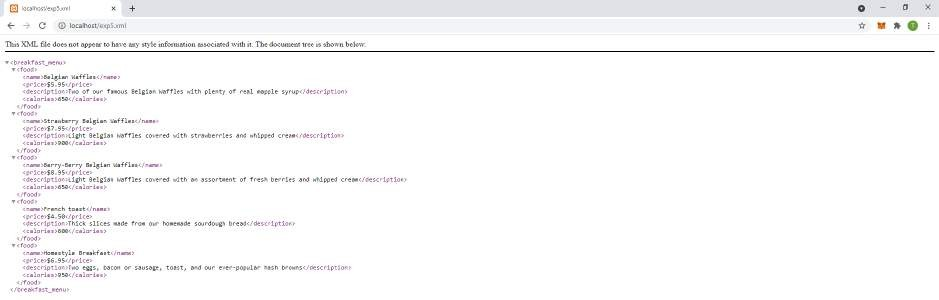 localhost/exp5.xml
localhost/exp5.xml
T
This XML file does not appear to have any style information associated with it. The document tree is shown below.
<breakfast_menu>
<food>
<name>Belgian Waffles</name>
<price>$5.95</price>
<description>Two of our famous Belgian Waffles with plenty of real mapple syrup</description>
<calories>650</calories>
</food>
<food>
<name>Strawberry Belgian Waffles</name>
<price>$7.95</price>
<description>Light Belgian Waffles covered with strawberries and whipped cream</description>
<calories>900</calories>
</food>
<food>
<name>Berry-Berry Belgian Waffles</name>
<price>$8.95</price>
<description>Light Belgian Waffles covered with an assortment of fresh berries and whipped cream</description>
<calories>650</calories>
</food>
<food>
<name>French toast</name>
<price>$4.50</price>
<description>Thick slices made from our homemade sourdough bread</description>
<calories>600</calories>
</food>
<food>
<name>Homestyle Breakfast</name>
<price>$6.95</price>
<description>Two eggs, bacon or sausage, toast, and our ever-popular hash browns</description>
<calories>950</calories>
</food>
</breakfast_menu>